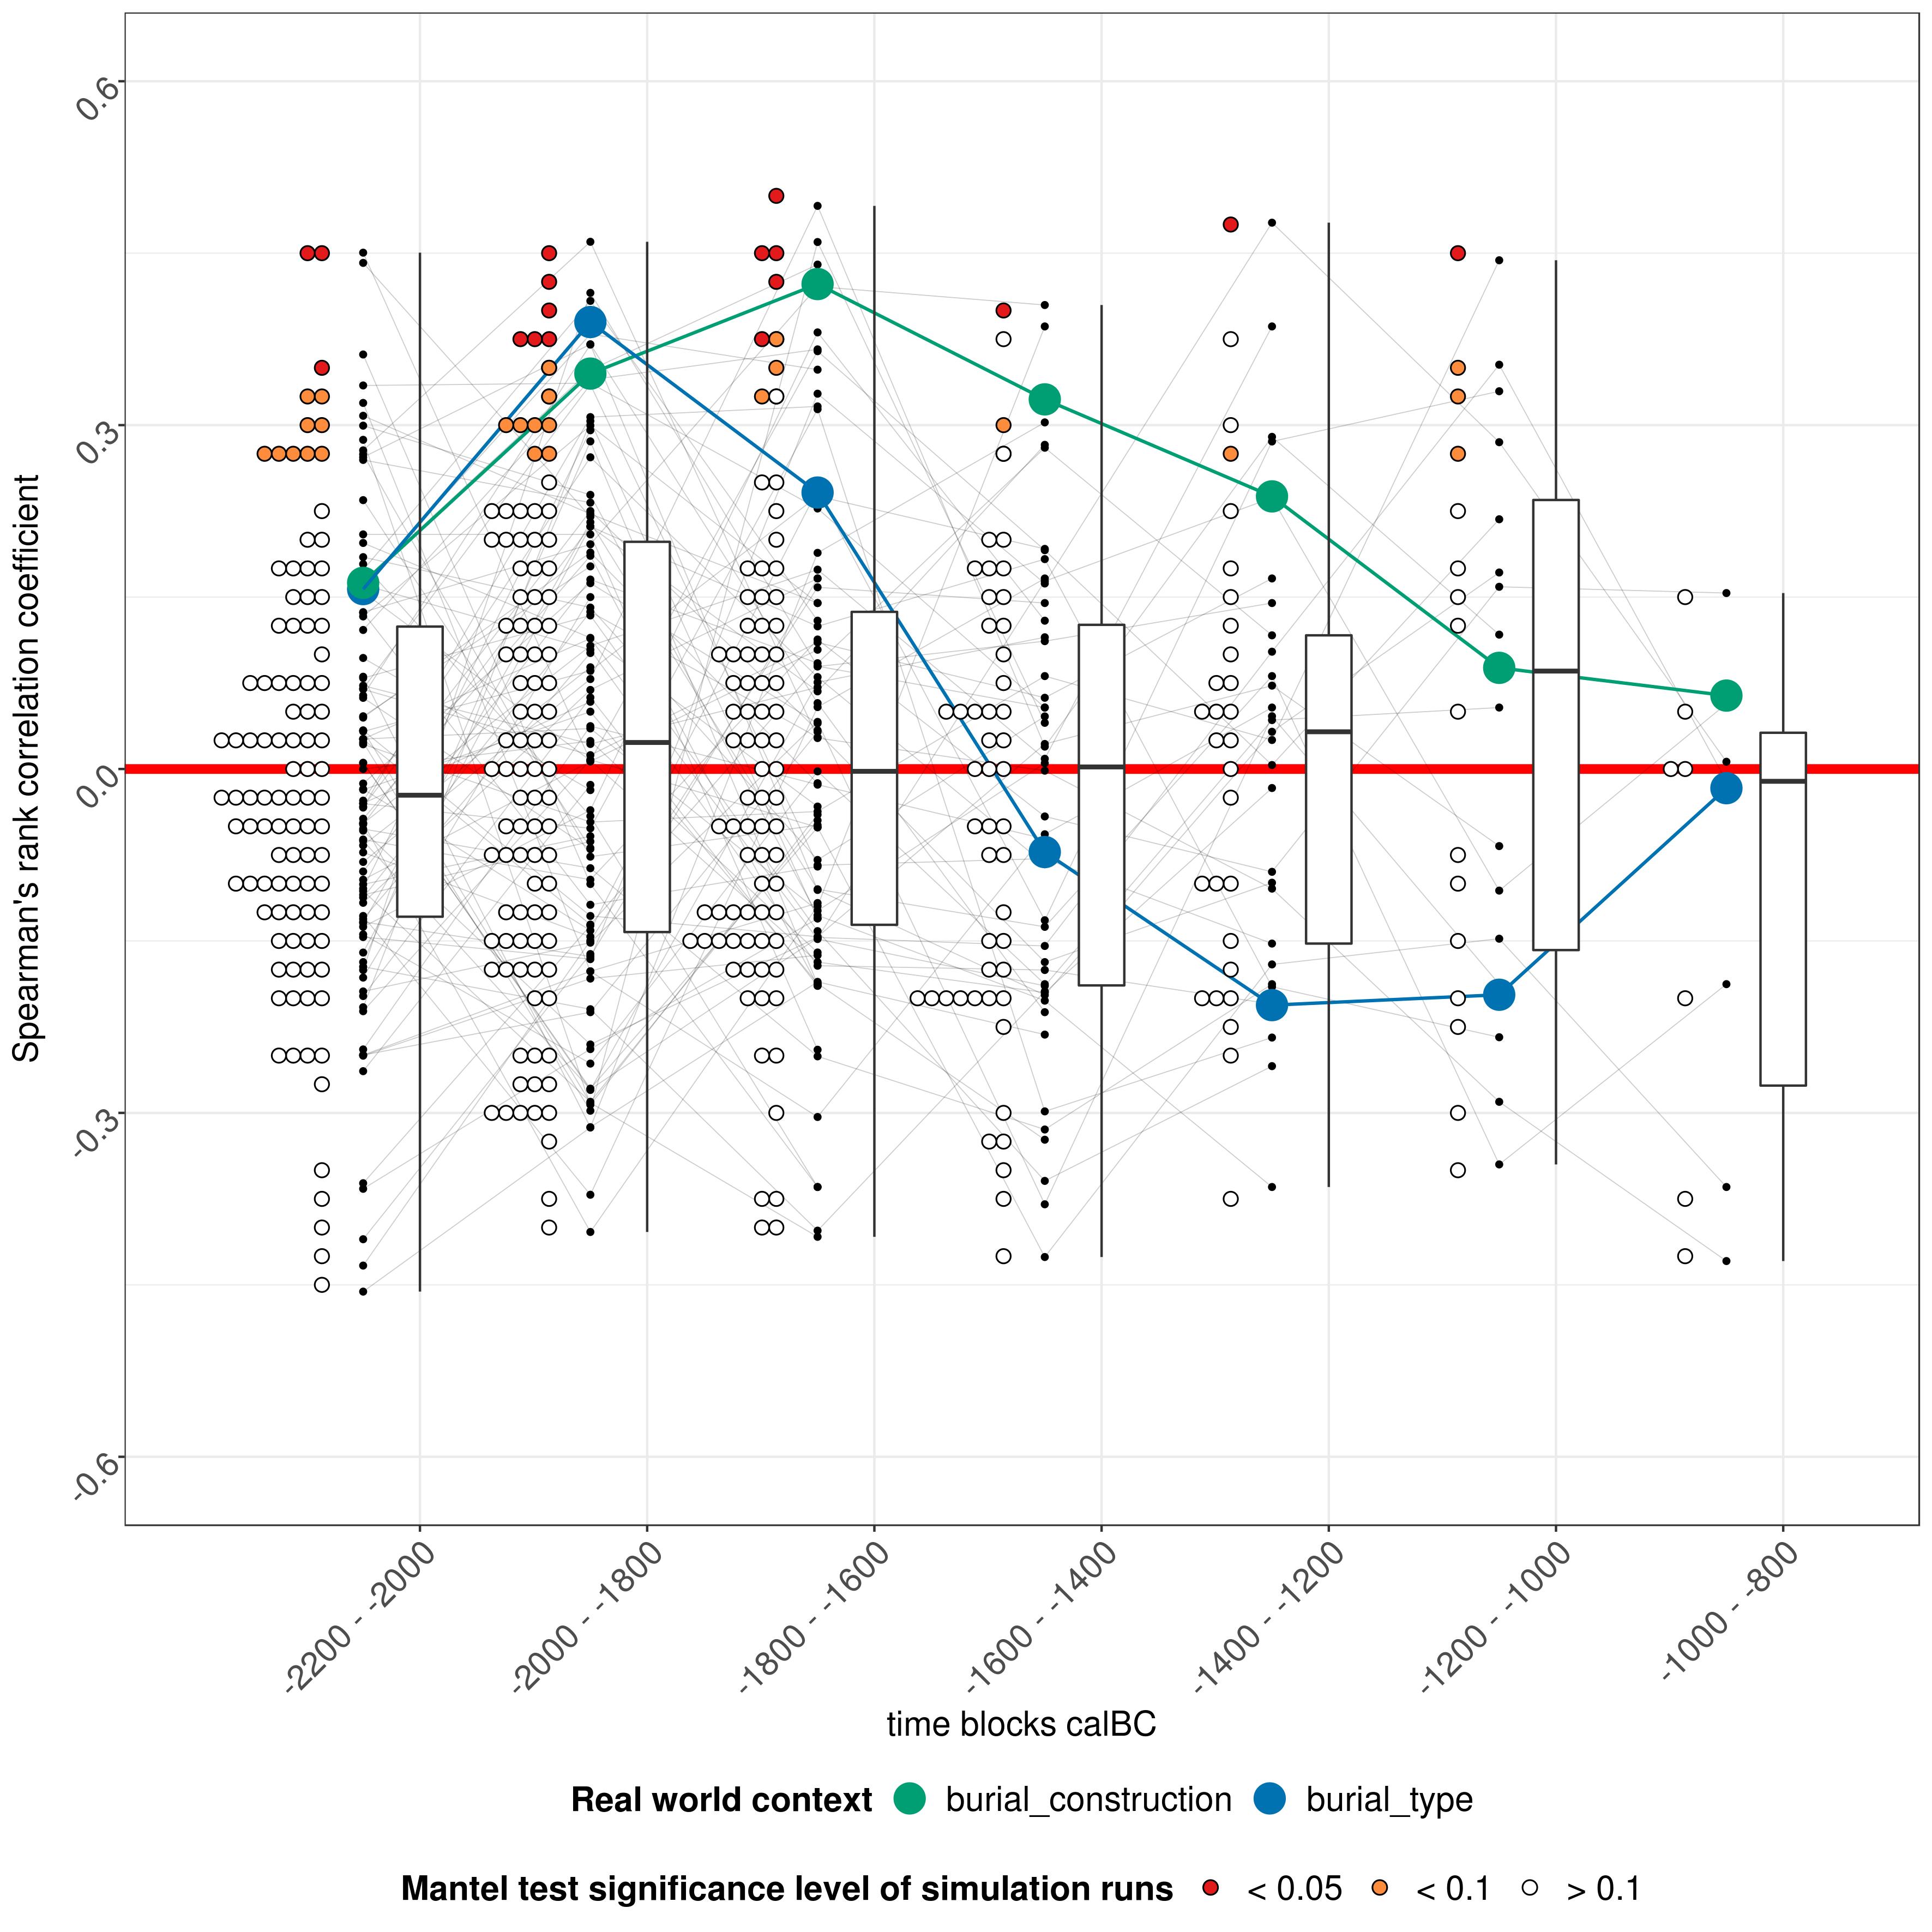 Spearman's rank correlation coefficient
0.6
0.3
0.0
-0.3
-0.6
-2200 - -2000
-2000 - -1800
-1800 - -1600
-1600 - -1400
-1400 - -1200
-1200 - -1000
-1000 - -800
time blocks calBC
Real world context burial_construction burial_type
Mantel test significance level of simulation runs < 0.05 < 0.1 > 0.1